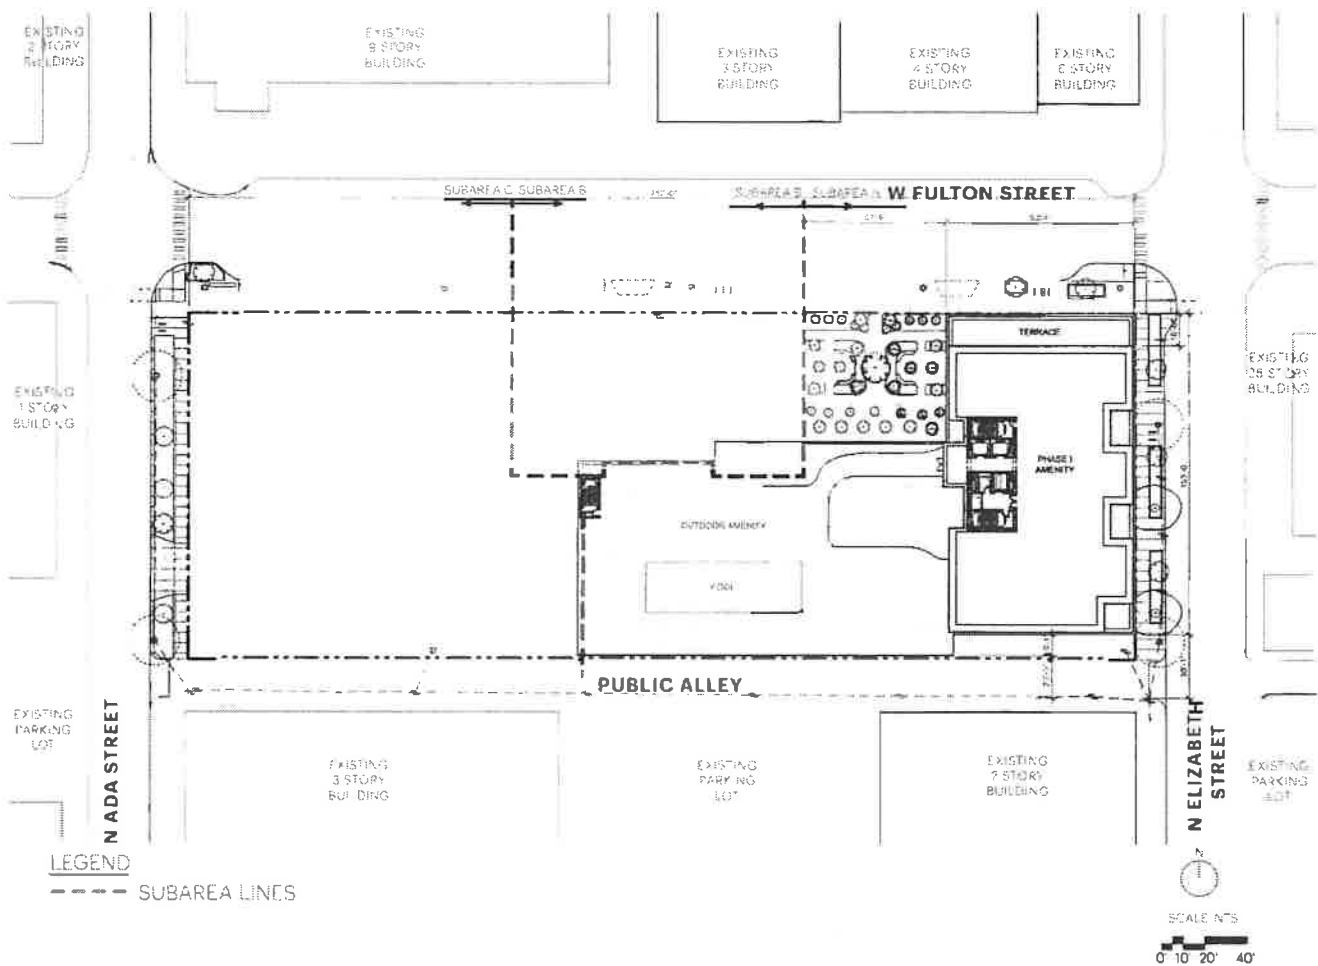 EXISTING
2 STORY
BUILDING
EXISTING
9 STORY
BUILDING
EXISTING
3 STORY
BUILDING
EXISTING
4 STORY
BUILDING
EXISTING
6 STORY
BUILDING
SUBAREA C SUBAREA B
SUBAREA B SUBAREA A
W FULTON STREET
TERRACE
EXISTING
1 STORY
BUILDING
EXISTING
28 STORY
BUILDING
PHASE I
AMENITY
OUTDOOR AMENITY
POOL
PUBLIC ALLEY
N ADA STREET
N ELIZABETH
STREET
EXISTING
PARKING
LOT
EXISTING
3 STORY
BUILDING
EXISTING
PARKING
LOT
EXISTING
7 STORY
BUILDING
EXISTING
PARKING
LOT
LEGEND
SUBAREA LINES
N
SCALE NTS
0' 10' 20' 40'